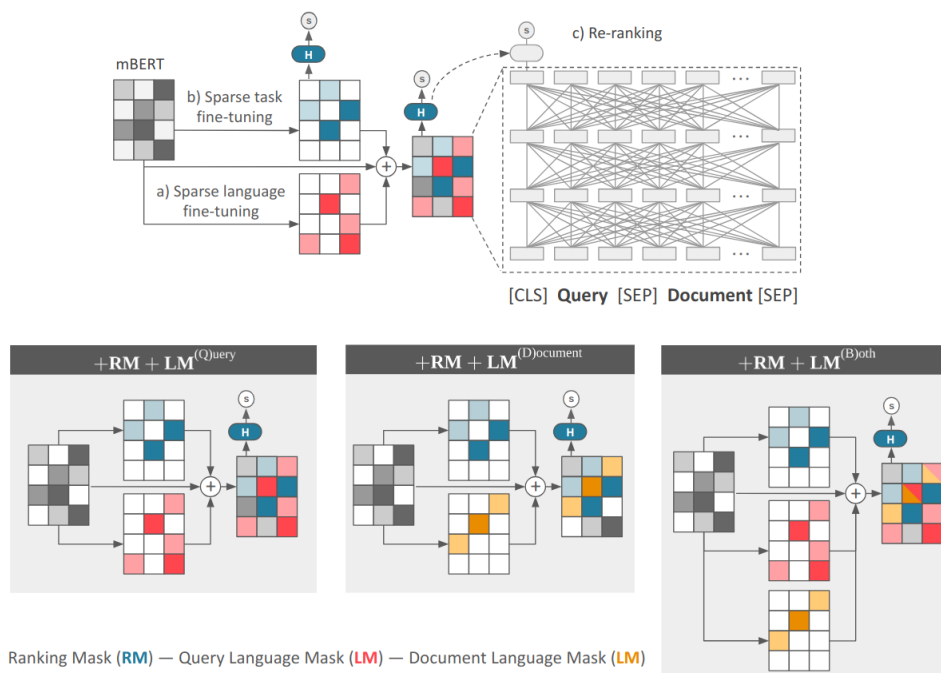 mBERT
s
H
b) Sparse task
fine-tuning
a) Sparse language
fine-tuning
+
s
H
s
c) Re-ranking
...
...
...
...
[CLS] Query [SEP] Document [SEP]
+RM + LM(Q)uery
s
H
+
+RM + LM(D)ocument
s
H
+
+RM + LM(B)oth
s
H
+
Ranking Mask (RM) — Query Language Mask (LM) — Document Language Mask (LM)